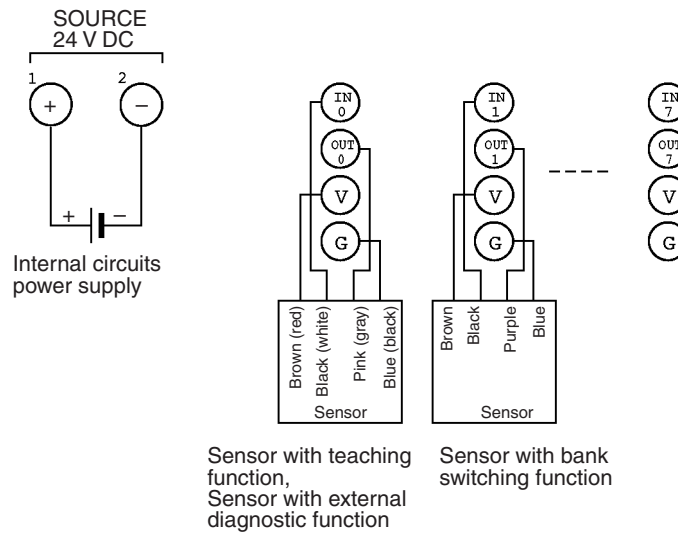 SOURCE
24 V DC
1
2
+
−
+
−
Internal circuits
power supply
IN
0
OUT
0
V
G
Brown (red)
Black (white)
Pink (gray)
Blue (black)
Sensor
Sensor with teaching
function,
Sensor with external
diagnostic function
IN
1
OUT
1
V
G
Brown
Black
Purple
Blue
Sensor
Sensor with bank
switching function
IN
7
OUT
7
V
G